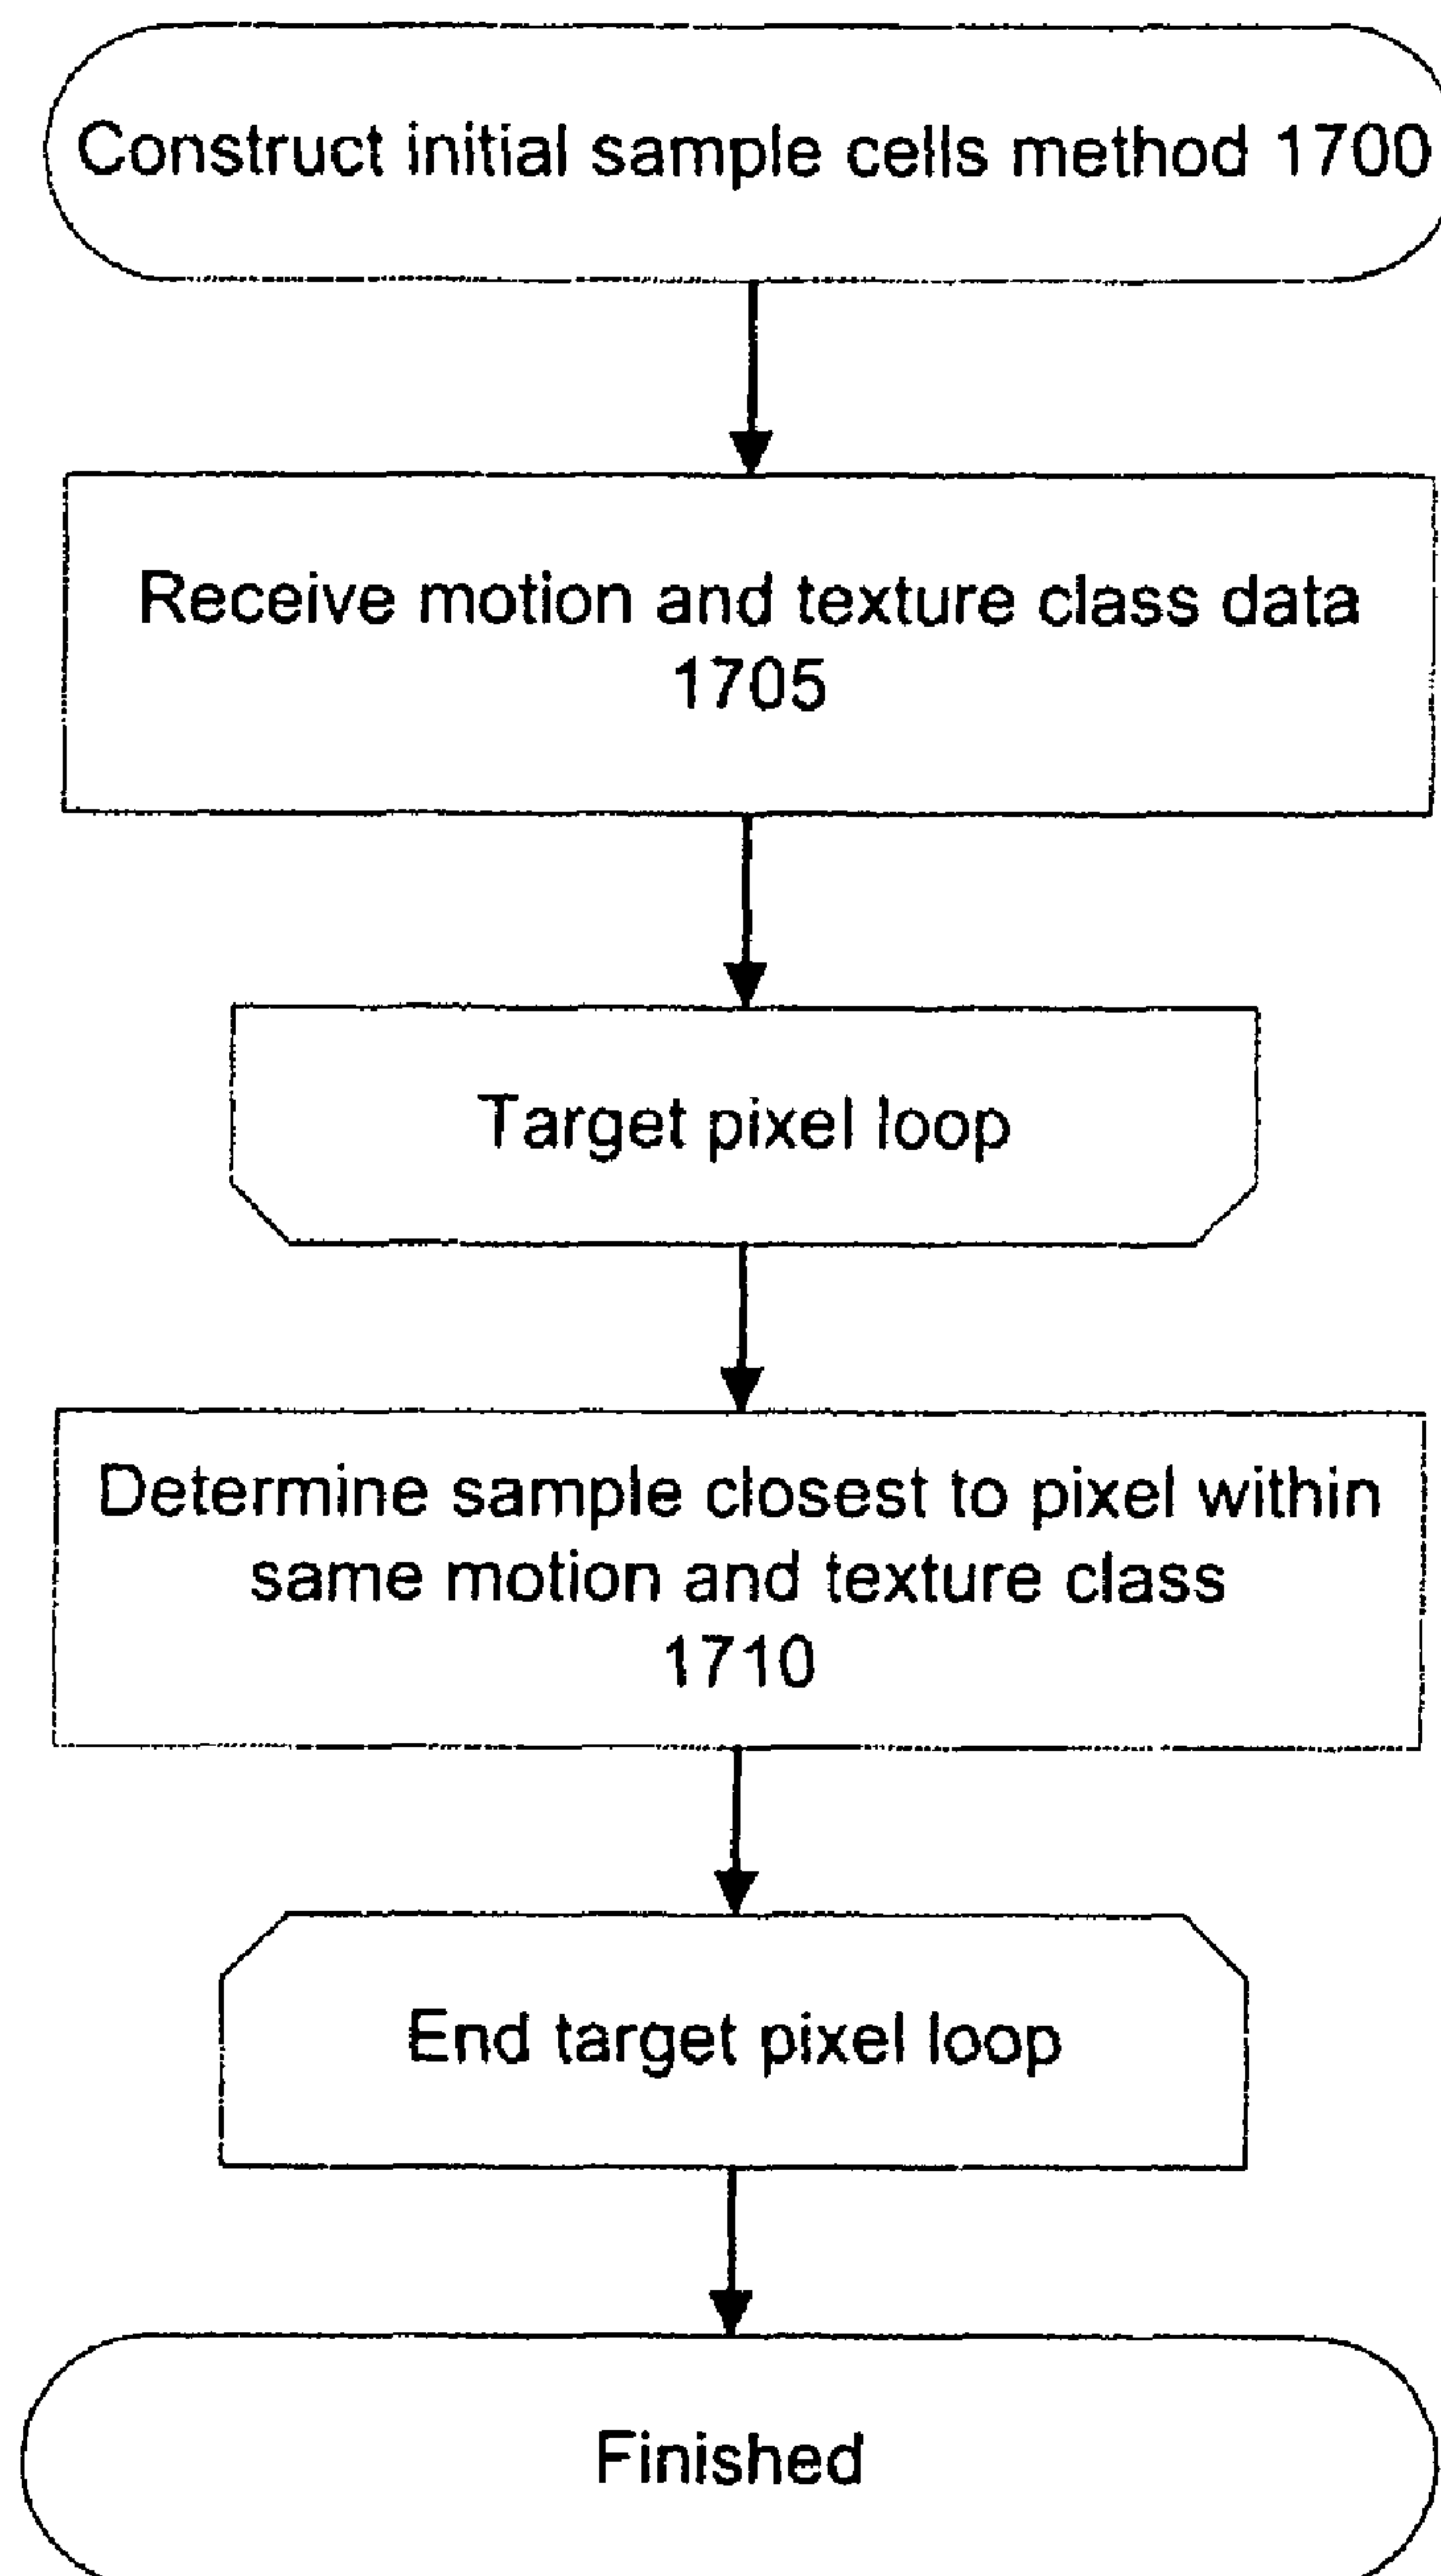 Construct initial sample cells method 1700
Receive motion and texture class data
1705
Target pixel loop
Determine sample closest to pixel within
same motion and texture class
1710
End target pixel loop
Finished